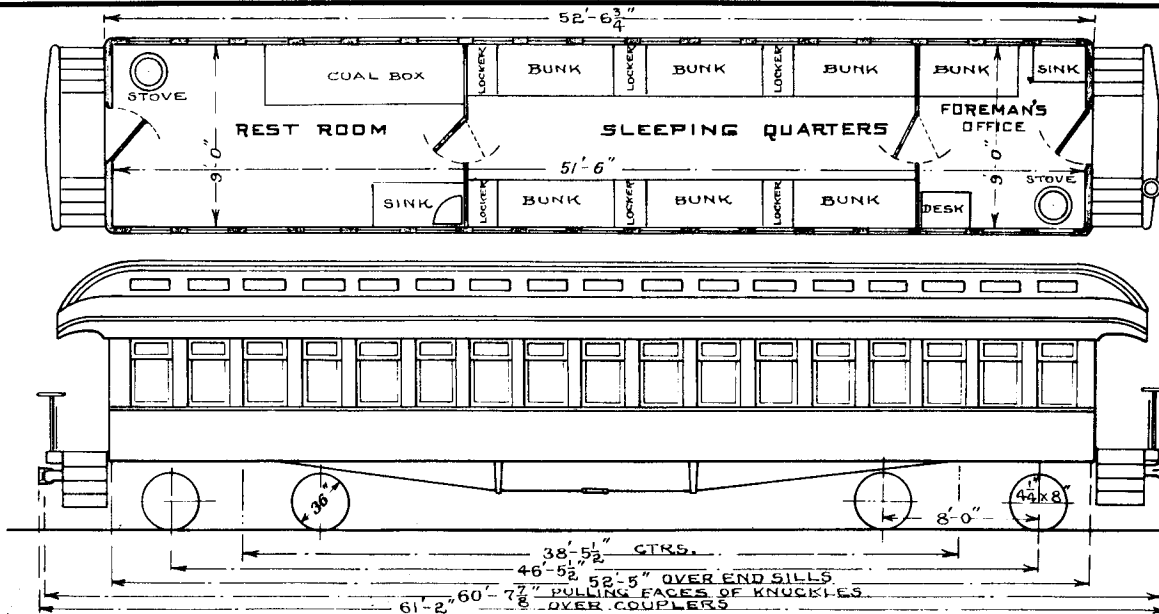 52'-6 3/4"
STOVE
COAL BOX
LOCKER
BUNK
LOCKER
BUNK
LOCKER
BUNK
BUNK
SINK
REST ROOM
SLEEPING QUARTERS
FOREMAN'S
OFFICE
9'-0"
51'-6"
9'-0"
STOVE
SINK
LOCKER
BUNK
LOCKER
BUNK
LOCKER
BUNK
DESK
36"
4 1/4" x 8"
8'-0"
38'-5 1/2" CTRS.
46'-5 1/2"
52'-5" OVER END SILLS
60'-7 7/8" PULLING FACES OF KNUCKLES
61'-2" OVER COUPLERS